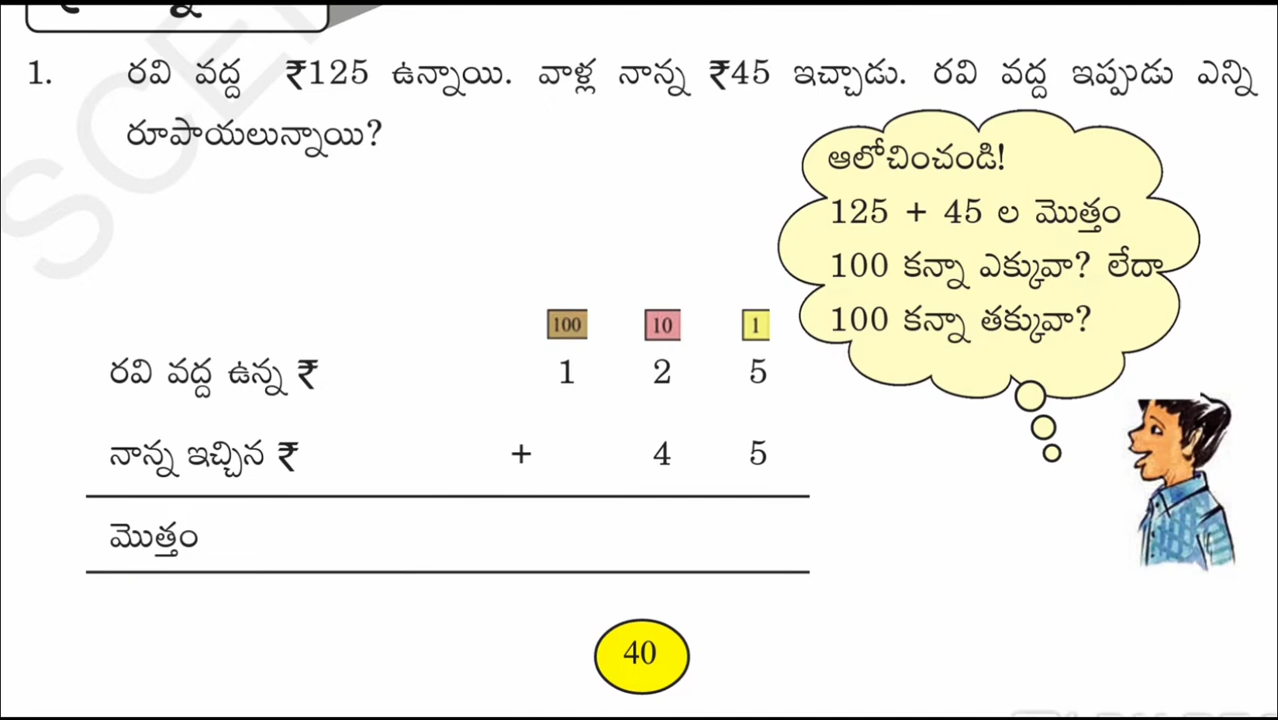 1. రవి వద్ద ₹125 ఉన్నాయి. వాళ్ల నాన్న ₹45 ఇచ్చాడు. రవి వద్ద ఇప్పుడు ఎన్ని
రూపాయలున్నాయి?
ఆలోచించండి!
125 + 45 ల మొత్తం
100 కన్నా ఎక్కువా? లేదా
100 కన్నా తక్కువా?
100 10 1
రవి వద్ద ఉన్న ₹ 1 2 5
నాన్న ఇచ్చిన ₹ + 4 5
మొత్తం
40
SCE